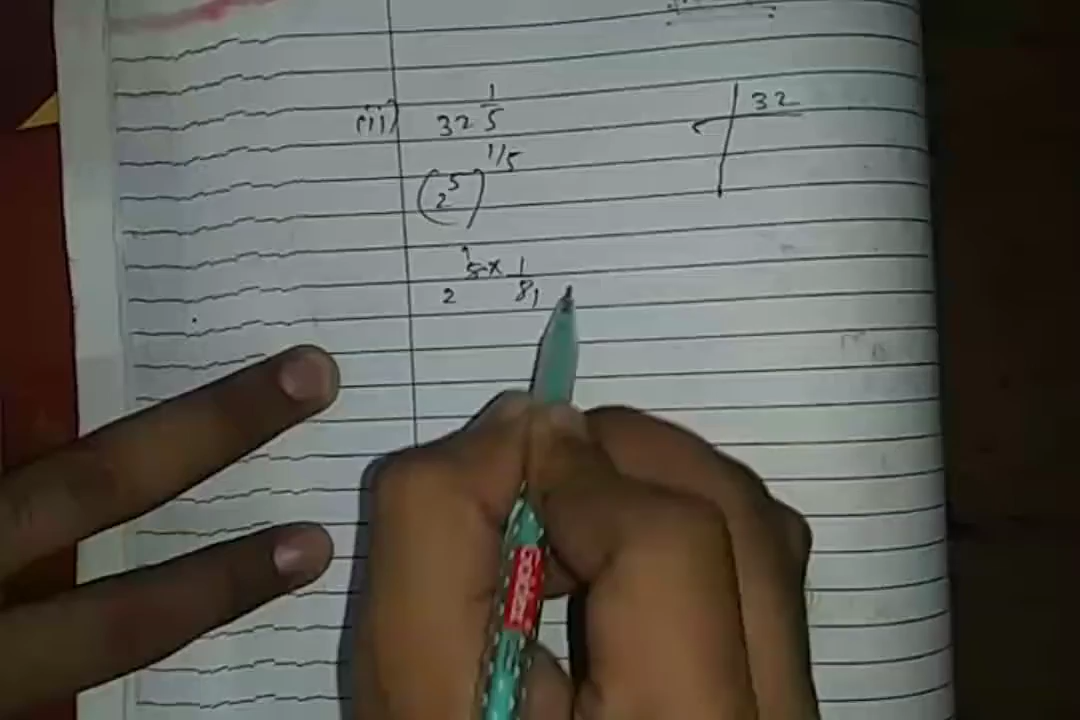 (ii) 32^{1/5}
32
(2^5)^{1/5}
2^{5 × 1/5}